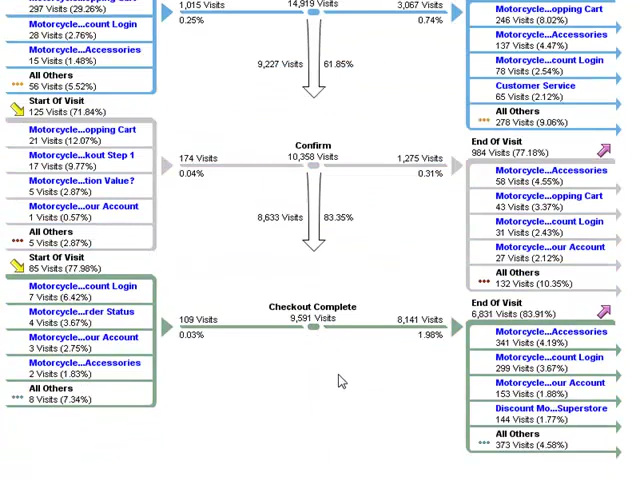 297 Visits (29.26%)
Motorcycle...count Login
28 Visits (2.76%)
Motorcycle...Accessories
15 Visits (1.48%)
All Others
56 Visits (5.52%)
1,015 Visits
0.25%
14,919 Visits
3,067 Visits
0.74%
Motorcycle...opping Cart
246 Visits (8.02%)
Motorcycle...Accessories
137 Visits (4.47%)
Motorcycle...count Login
78 Visits (2.54%)
Customer Service
65 Visits (2.12%)
All Others
278 Visits (9.06%)
9,227 Visits 61.85%
Start Of Visit
125 Visits (71.84%)
Motorcycle...opping Cart
21 Visits (12.07%)
Motorcycle...kout Step 1
17 Visits (9.77%)
Motorcycle...tion Value?
5 Visits (2.87%)
Motorcycle...our Account
1 Visits (0.57%)
All Others
5 Visits (2.87%)
174 Visits
0.04%
Confirm
10,358 Visits
1,275 Visits
0.31%
End Of Visit
984 Visits (77.18%)
Motorcycle...Accessories
58 Visits (4.55%)
Motorcycle...opping Cart
43 Visits (3.37%)
Motorcycle...count Login
31 Visits (2.43%)
Motorcycle...our Account
27 Visits (2.12%)
All Others
132 Visits (10.35%)
8,633 Visits 83.35%
Start Of Visit
85 Visits (77.98%)
Motorcycle...count Login
7 Visits (6.42%)
Motorcycle...rder Status
4 Visits (3.67%)
Motorcycle...our Account
3 Visits (2.75%)
Motorcycle...Accessories
2 Visits (1.83%)
All Others
8 Visits (7.34%)
109 Visits
0.03%
Checkout Complete
9,591 Visits
8,141 Visits
1.98%
End Of Visit
6,831 Visits (83.91%)
Motorcycle...Accessories
341 Visits (4.19%)
Motorcycle...count Login
299 Visits (3.67%)
Motorcycle...our Account
153 Visits (1.88%)
Discount Mo...Superstore
144 Visits (1.77%)
All Others
373 Visits (4.58%)